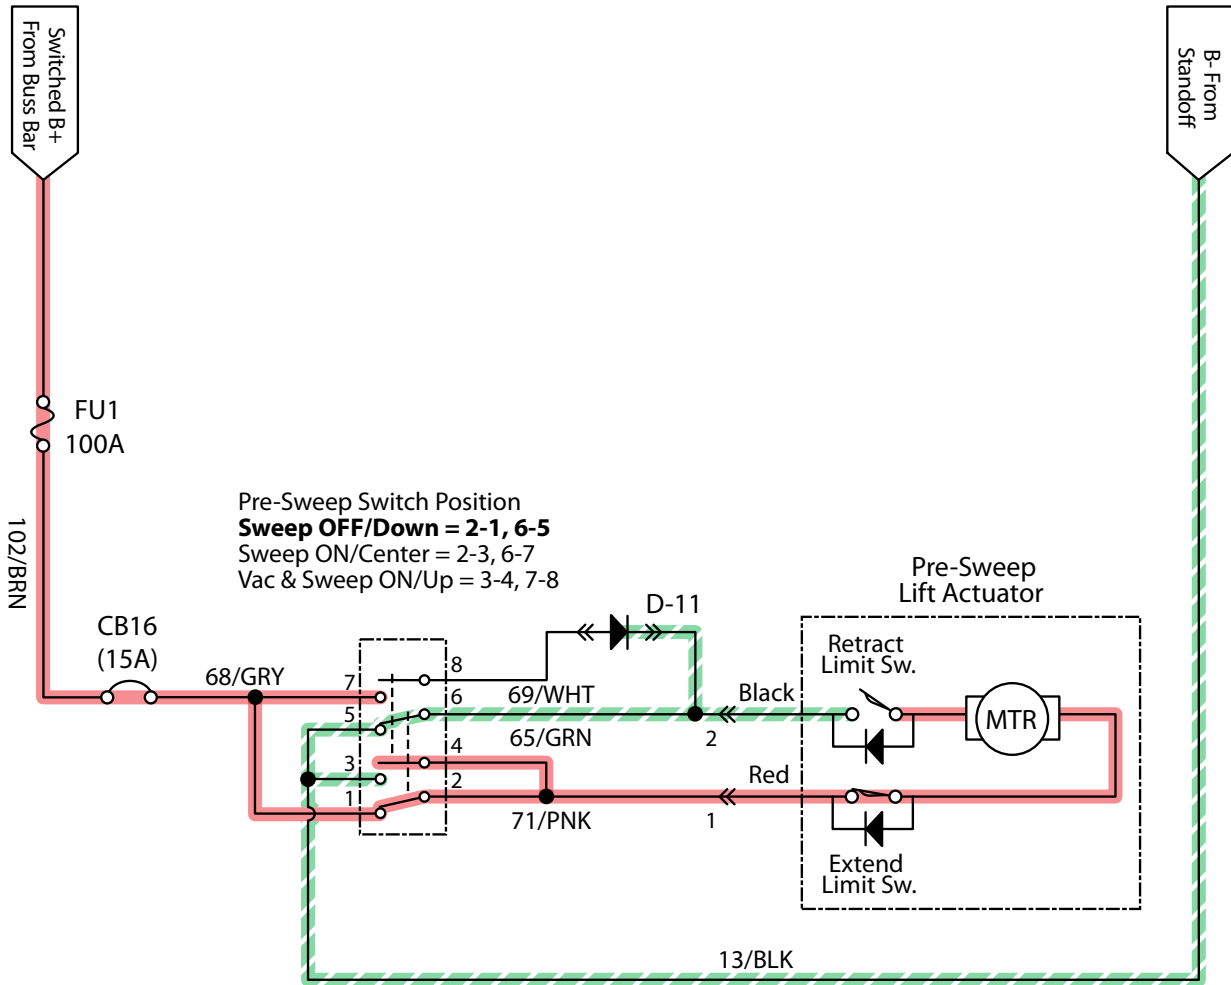 Switched B+
From Buss Bar
B- From
Standoff
FU1
100A
102/BRN
Pre-Sweep Switch Position
Sweep OFF/Down = 2-1, 6-5
Sweep ON/Center = 2-3, 6-7
Vac & Sweep ON/Up = 3-4, 7-8
CB16
(15A)
68/GRY
D-11
Pre-Sweep
Lift Actuator
7
8
69/WHT
5
6
65/GRN
3
4
1
2
71/PNK
Black
2
Red
1
Retract
Limit Sw.
MTR
Extend
Limit Sw.
13/BLK